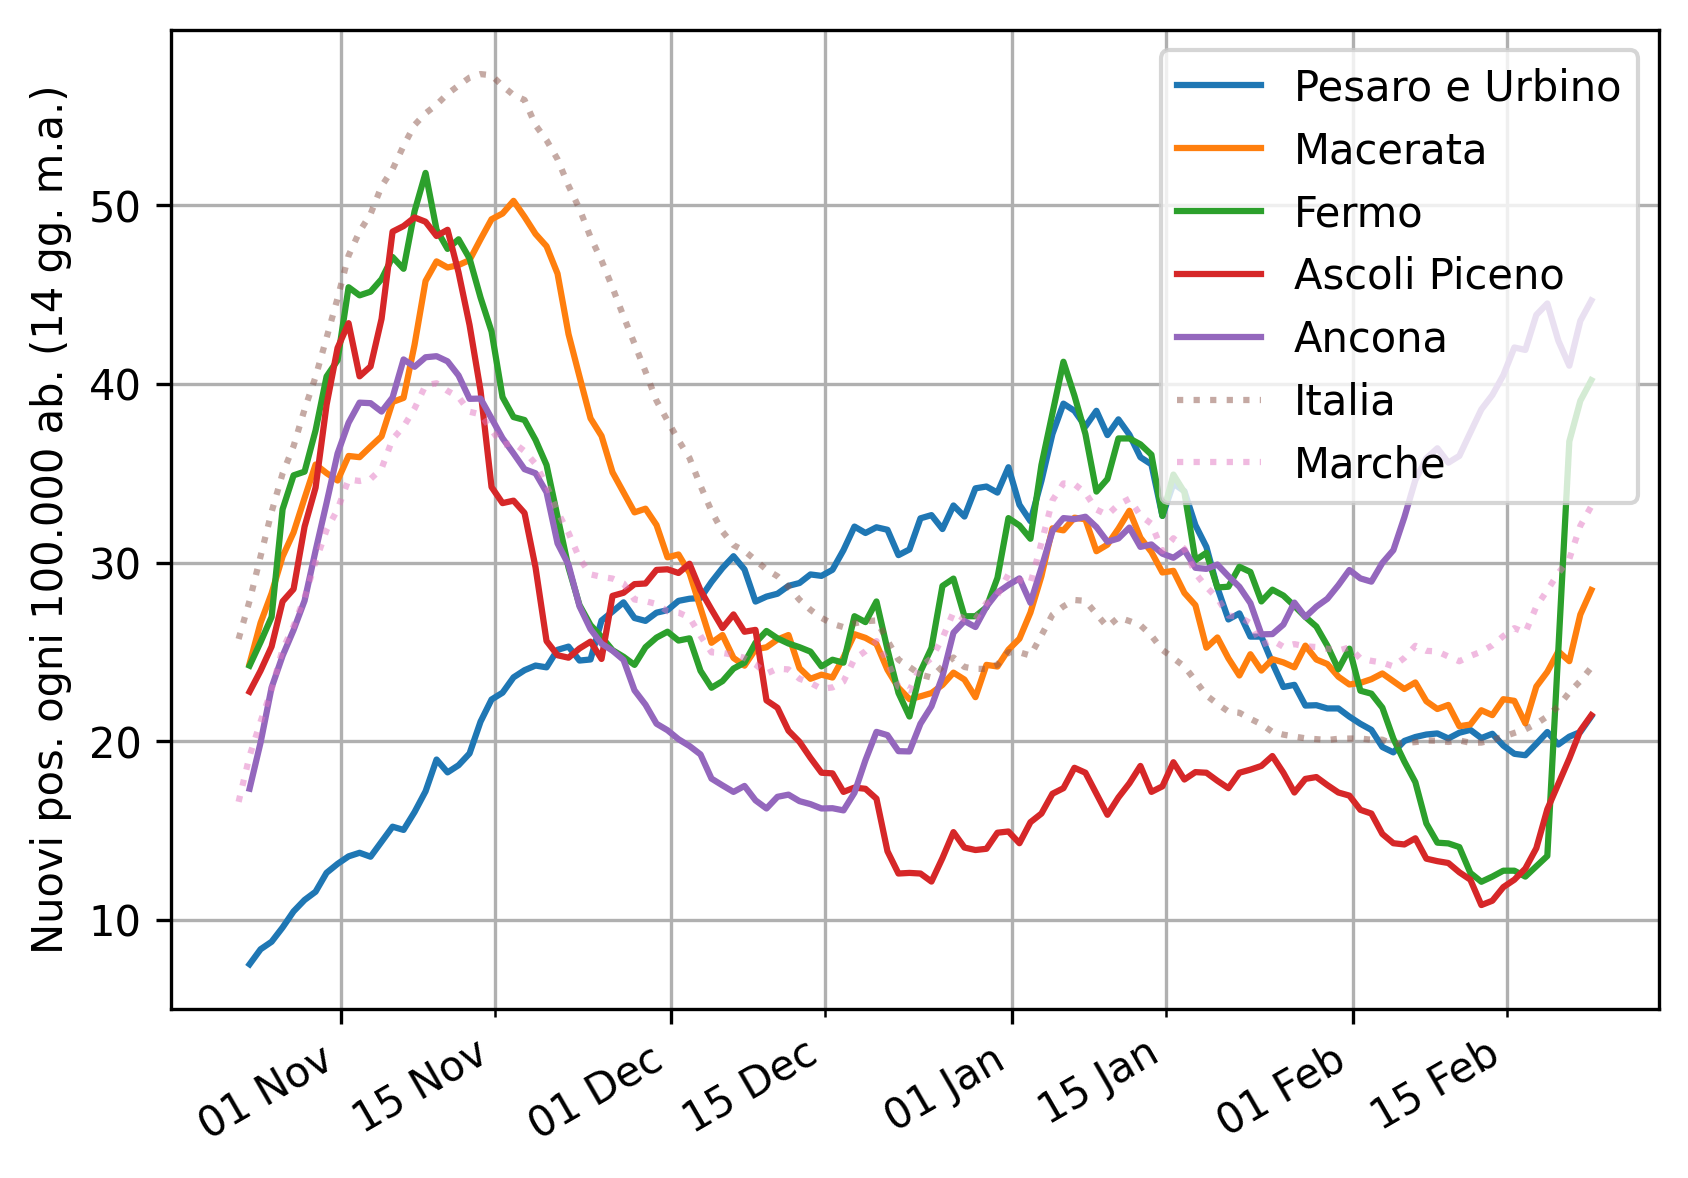 Nuovi pos. ogni 100.000 ab. (14 gg. m.a.)
50
40
30
20
10
01 Nov
15 Nov
01 Dec
15 Dec
01 Jan
15 Jan
01 Feb
15 Feb
Pesaro e Urbino
Macerata
Fermo
Ascoli Piceno
Ancona
Italia
Marche